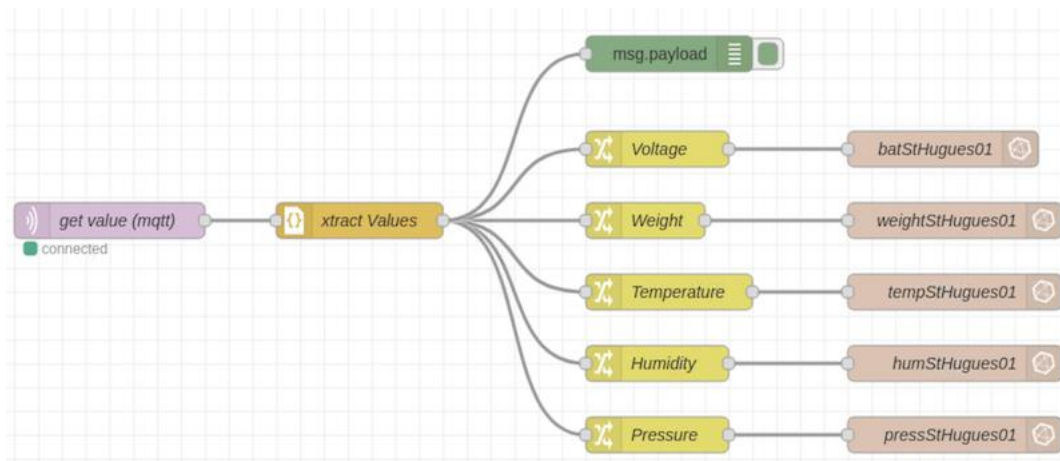 msg.payload
Voltage
batStHugues01
get value (mqtt)
xtract Values
Weight
weightStHugues01
connected
Temperature
tempStHugues01
Humidity
humStHugues01
Pressure
pressStHugues01